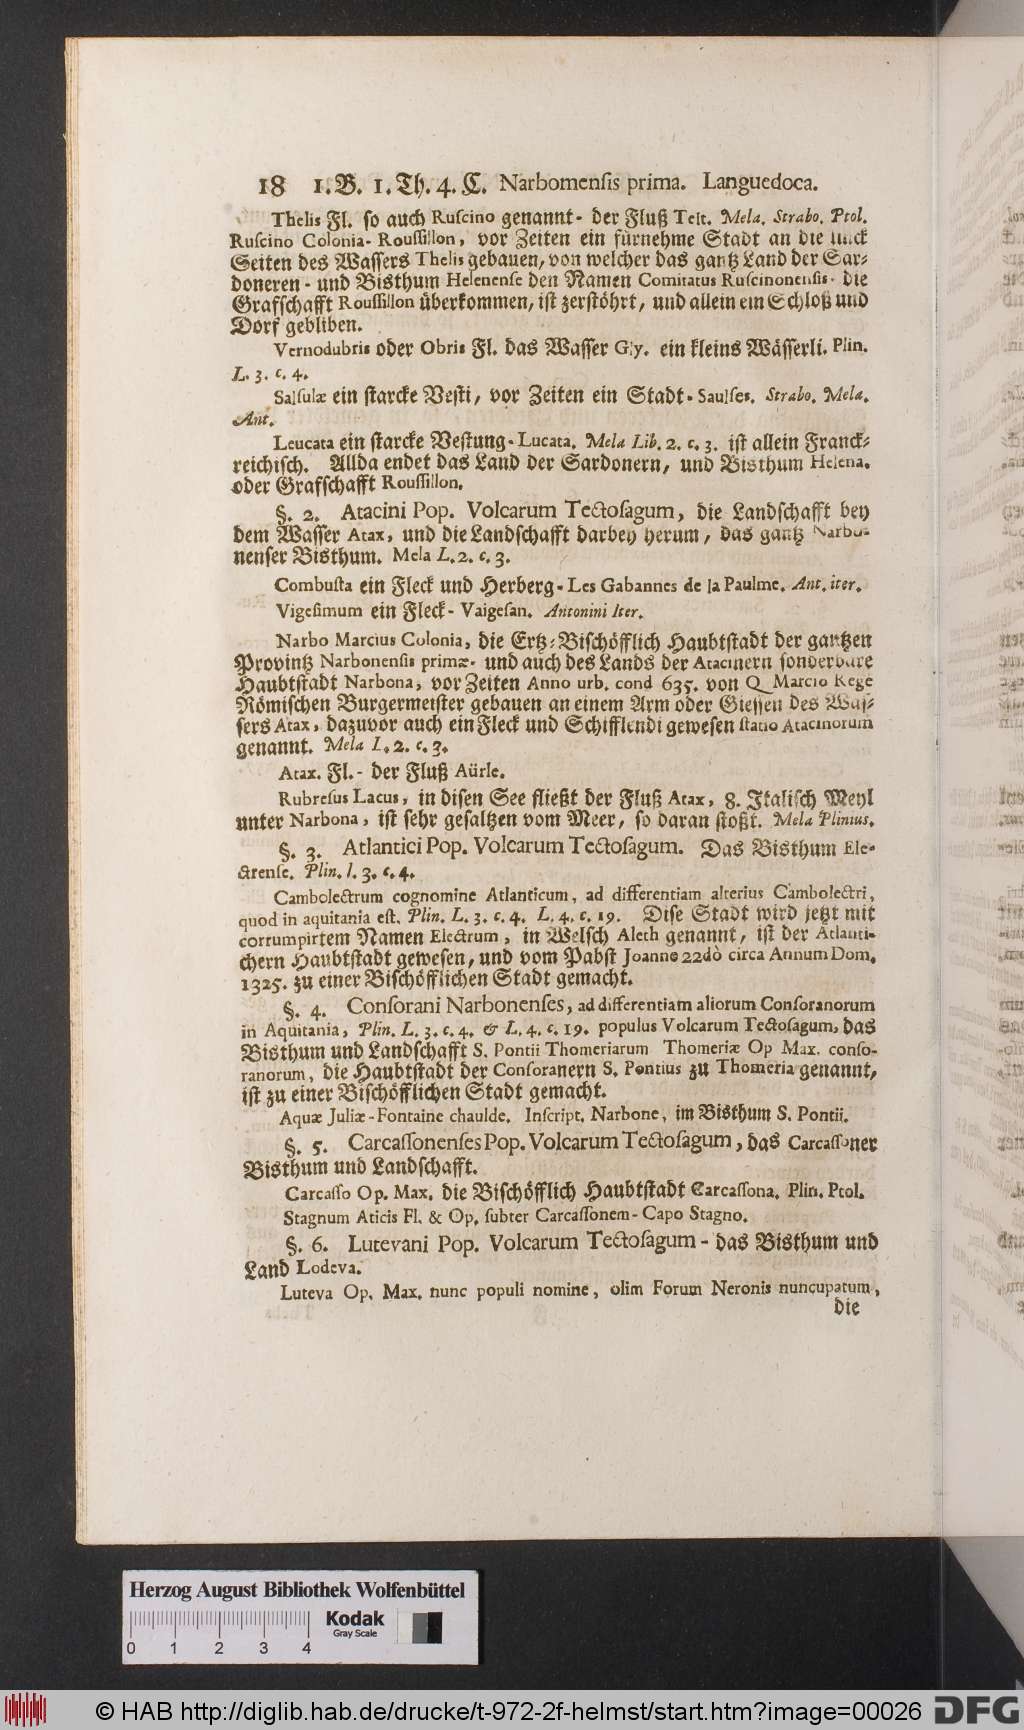 18 1. B. 1. Th. 4. C. Narbomensis prima. Languedoca.
Thelis Fl. so auch Ruscino genannt- der Fluß Telt. Mela. Strabo. Ptol.
Ruscino Colonia- Roussillon, vor Zeiten ein fürnehme Stadt an die linck
Seiten des Wassers Thelis gebauen, von welcher das gantz Land der Sar-
doneren - und Bisthum Helenense den Namen Comitatus Ruscinonensis- die
Grafschafft Roussillon überkommen, ist zerstöhrt, und allein ein Schloß und
Dorf gebliben.
Vernodubris oder Obris Fl. das Wasser Gly. ein kleins Wässerli. Plin.
L. 3. c. 4.
Salsulæ ein starcke Vesti, vor Zeiten ein Stadt- Saulses. Strabo. Mela.
Ant.
Leucata ein starcke Vestung- Lucata. Mela Lib. 2. c. 3. ist allein Franck-
reichisch. Allda endet das Land der Sardonern, und Bisthum Helena.
oder Grafschafft Roussillon.
§. 2. Atacini Pop. Volcarum Tectosagum, die Landschafft bey
dem Wasser Atax, und die Landschafft darbey herum, das gantz Narbo-
nenser Bisthum. Mela L. 2. c. 3.
Combusta ein Fleck und Herberg- Les Gabannes de la Paulme. Ant. iter.
Vigesimum ein Fleck- Vaigesan. Antonini Iter.
Narbo Marcius Colonia, die Ertz-Bischöfflich Haubtstadt der gantzen
Provintz Narbonensis primæ- und auch des Lands der Atacinern sonderbare
Haubtstadt Narbona, vor Zeiten Anno urb. cond 635. von Q Marcio Rege
Römischen Burgermeister gebauen an einem Arm oder Giessen des Was-
sers Atax, dazuvor auch ein Fleck und Schifflendi gewesen statio Atacinorum
genannt. Mela L. 2. c. 3.
Atax. Fl. - der Fluß Aürle.
Rubresus Lacus, in disen See fließt der Fluß Atax, 8. Italisch Meyl
unter Narbona, ist sehr gesaltzen vom Meer, so daran stoßt. Mela Plinius.
§. 3. Atlantici Pop. Volcarum Tectosagum. Das Bisthum Ele-
ctrense. Plin. l. 3. c. 4.
Cambolectrum cognomine Atlanticum, ad differentiam alterius Cambolectri,
quod in aquitania est. Plin. L. 3. c. 4. L. 4. c. 19. Dise Stadt wird jetzt mit
corrumpirtem Namen Electrum, in Welsch Aleth genannt, ist der Atlanti-
chern Haubtstadt gewesen, und vom Pabst Joanne 22dò circa Annum Dom.
1325. zu einer Bischöfflichen Stadt gemacht.
§. 4. Consorani Narbonenses, ad differentiam aliorum Consoranorum
in Aquitania, Plin. L. 3. c. 4. & L. 4. c. 19. populus Volcarum Tectosagum, das
Bisthum und Landschafft S. Pontii Thomeriarum Thomeriæ Op Max. conso-
ranorum, die Haubtstadt der Consoranern S. Pontius zu Thomeria genannt,
ist zu einer Bischöfflichen Stadt gemacht.
Aquæ Juliæ-Fontaine chaulde. Inscript. Narbone, im Bisthum S. Pontii.
§. 5. Carcassonenses Pop. Volcarum Tectosagum, das Carcassoner
Bisthum und Landschafft.
Carcasso Op. Max. die Bischöfflich Haubtstadt Carcassona. Plin. Ptol.
Stagnum Aticis Fl. & Op. subter Carcassonem- Capo Stagno.
§. 6. Lutevani Pop. Volcarum Tectosagum - das Bisthum und
Land Lodeva.
Luteva Op. Max. nunc populi nomine, olim Forum Neronis nuncupatum,
die
Herzog August Bibliothek Wolfenbüttel
Kodak
Gray Scale
0 1 2 3 4
© HAB http://diglib.hab.de/drucke/t-972-2f-helmst/start.htm?image=00026 DFG